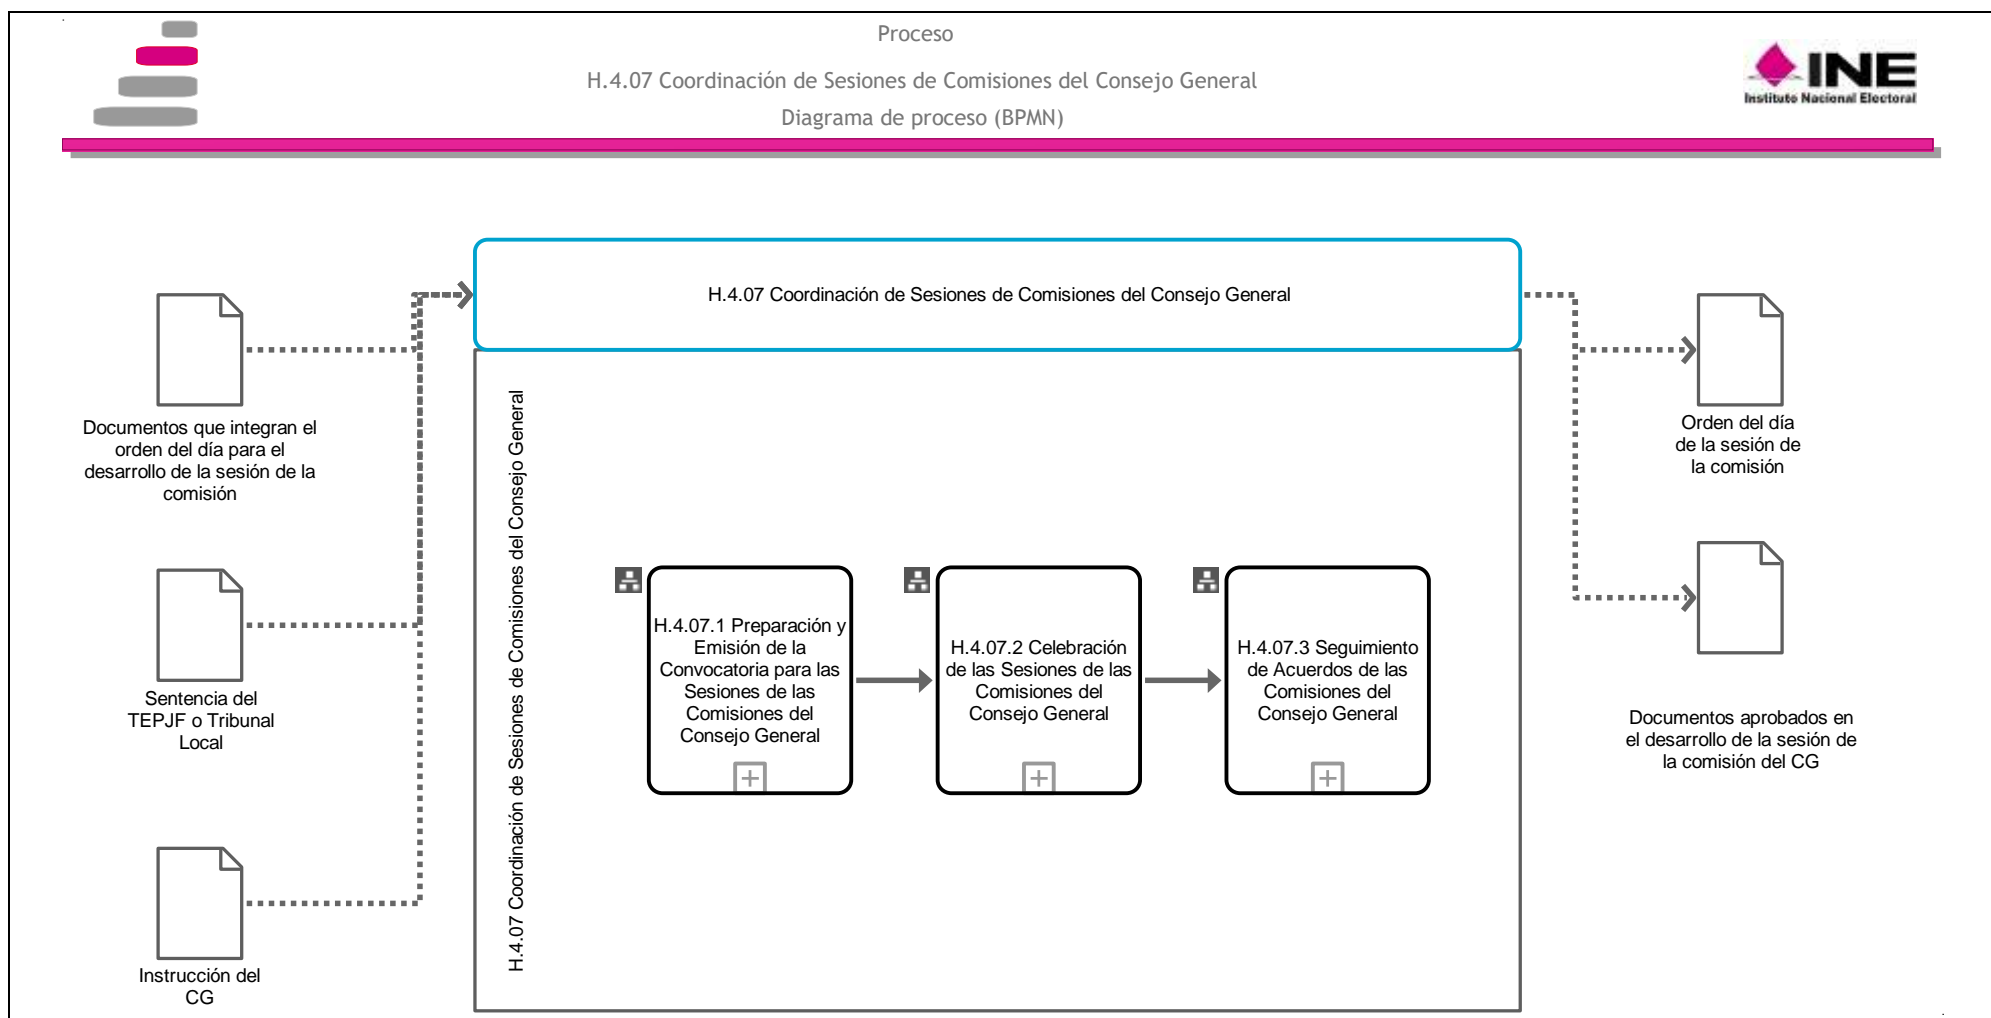 Proceso
H.4.07 Coordinación de Sesiones de Comisiones del Consejo General
Diagrama de proceso (BPMN)
INE
Instituto Nacional Electoral
H.4.07 Coordinación de Sesiones de Comisiones del Consejo General
Documentos que integran el
orden del día para el
desarrollo de la sesión de la
comisión
Sentencia del
TEPJF o Tribunal
Local
Instrucción del
CG
H.4.07 Coordinación de Sesiones de Comisiones del Consejo General
H.4.07.1 Preparación y
Emisión de la
Convocatoria para las
Sesiones de las
Comisiones del
Consejo General
H.4.07.2 Celebración
de las Sesiones de las
Comisiones del
Consejo General
H.4.07.3 Seguimiento
de Acuerdos de las
Comisiones del
Consejo General
Orden del día
de la sesión de
la comisión
Documentos aprobados en
el desarrollo de la sesión de
la comisión del CG